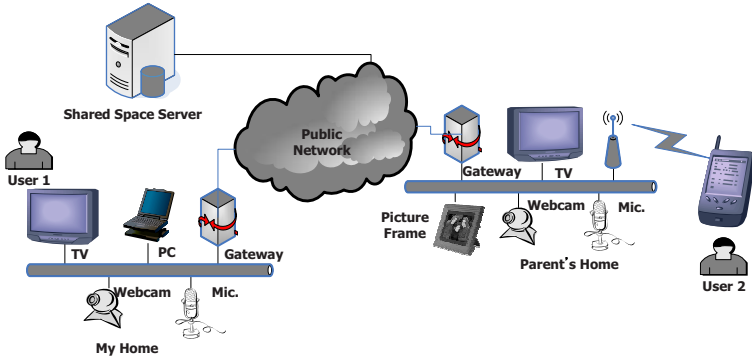 Shared Space Server
Public
Network
User 1
TV
PC
Gateway
Webcam
Mic.
My Home
Gateway
TV
Picture
Frame
Webcam
Mic.
Parent's Home
User 2